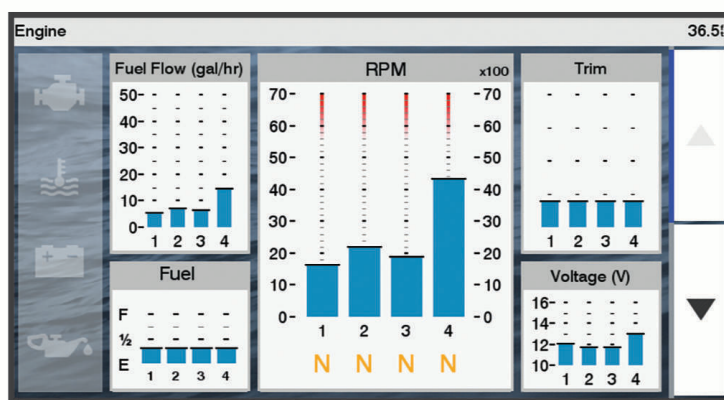 Engine
36.5
Fuel Flow (gal/hr)
50
40
30
20
10
0
1 2 3 4
Fuel
F
½
E
1 2 3 4
RPM x100
70 70
60 60
50 50
40 40
30 30
20 20
10 10
0 0
1 2 3 4
N N N N
Trim
1 2 3 4
Voltage (V)
16
14
12
10
1 2 3 4